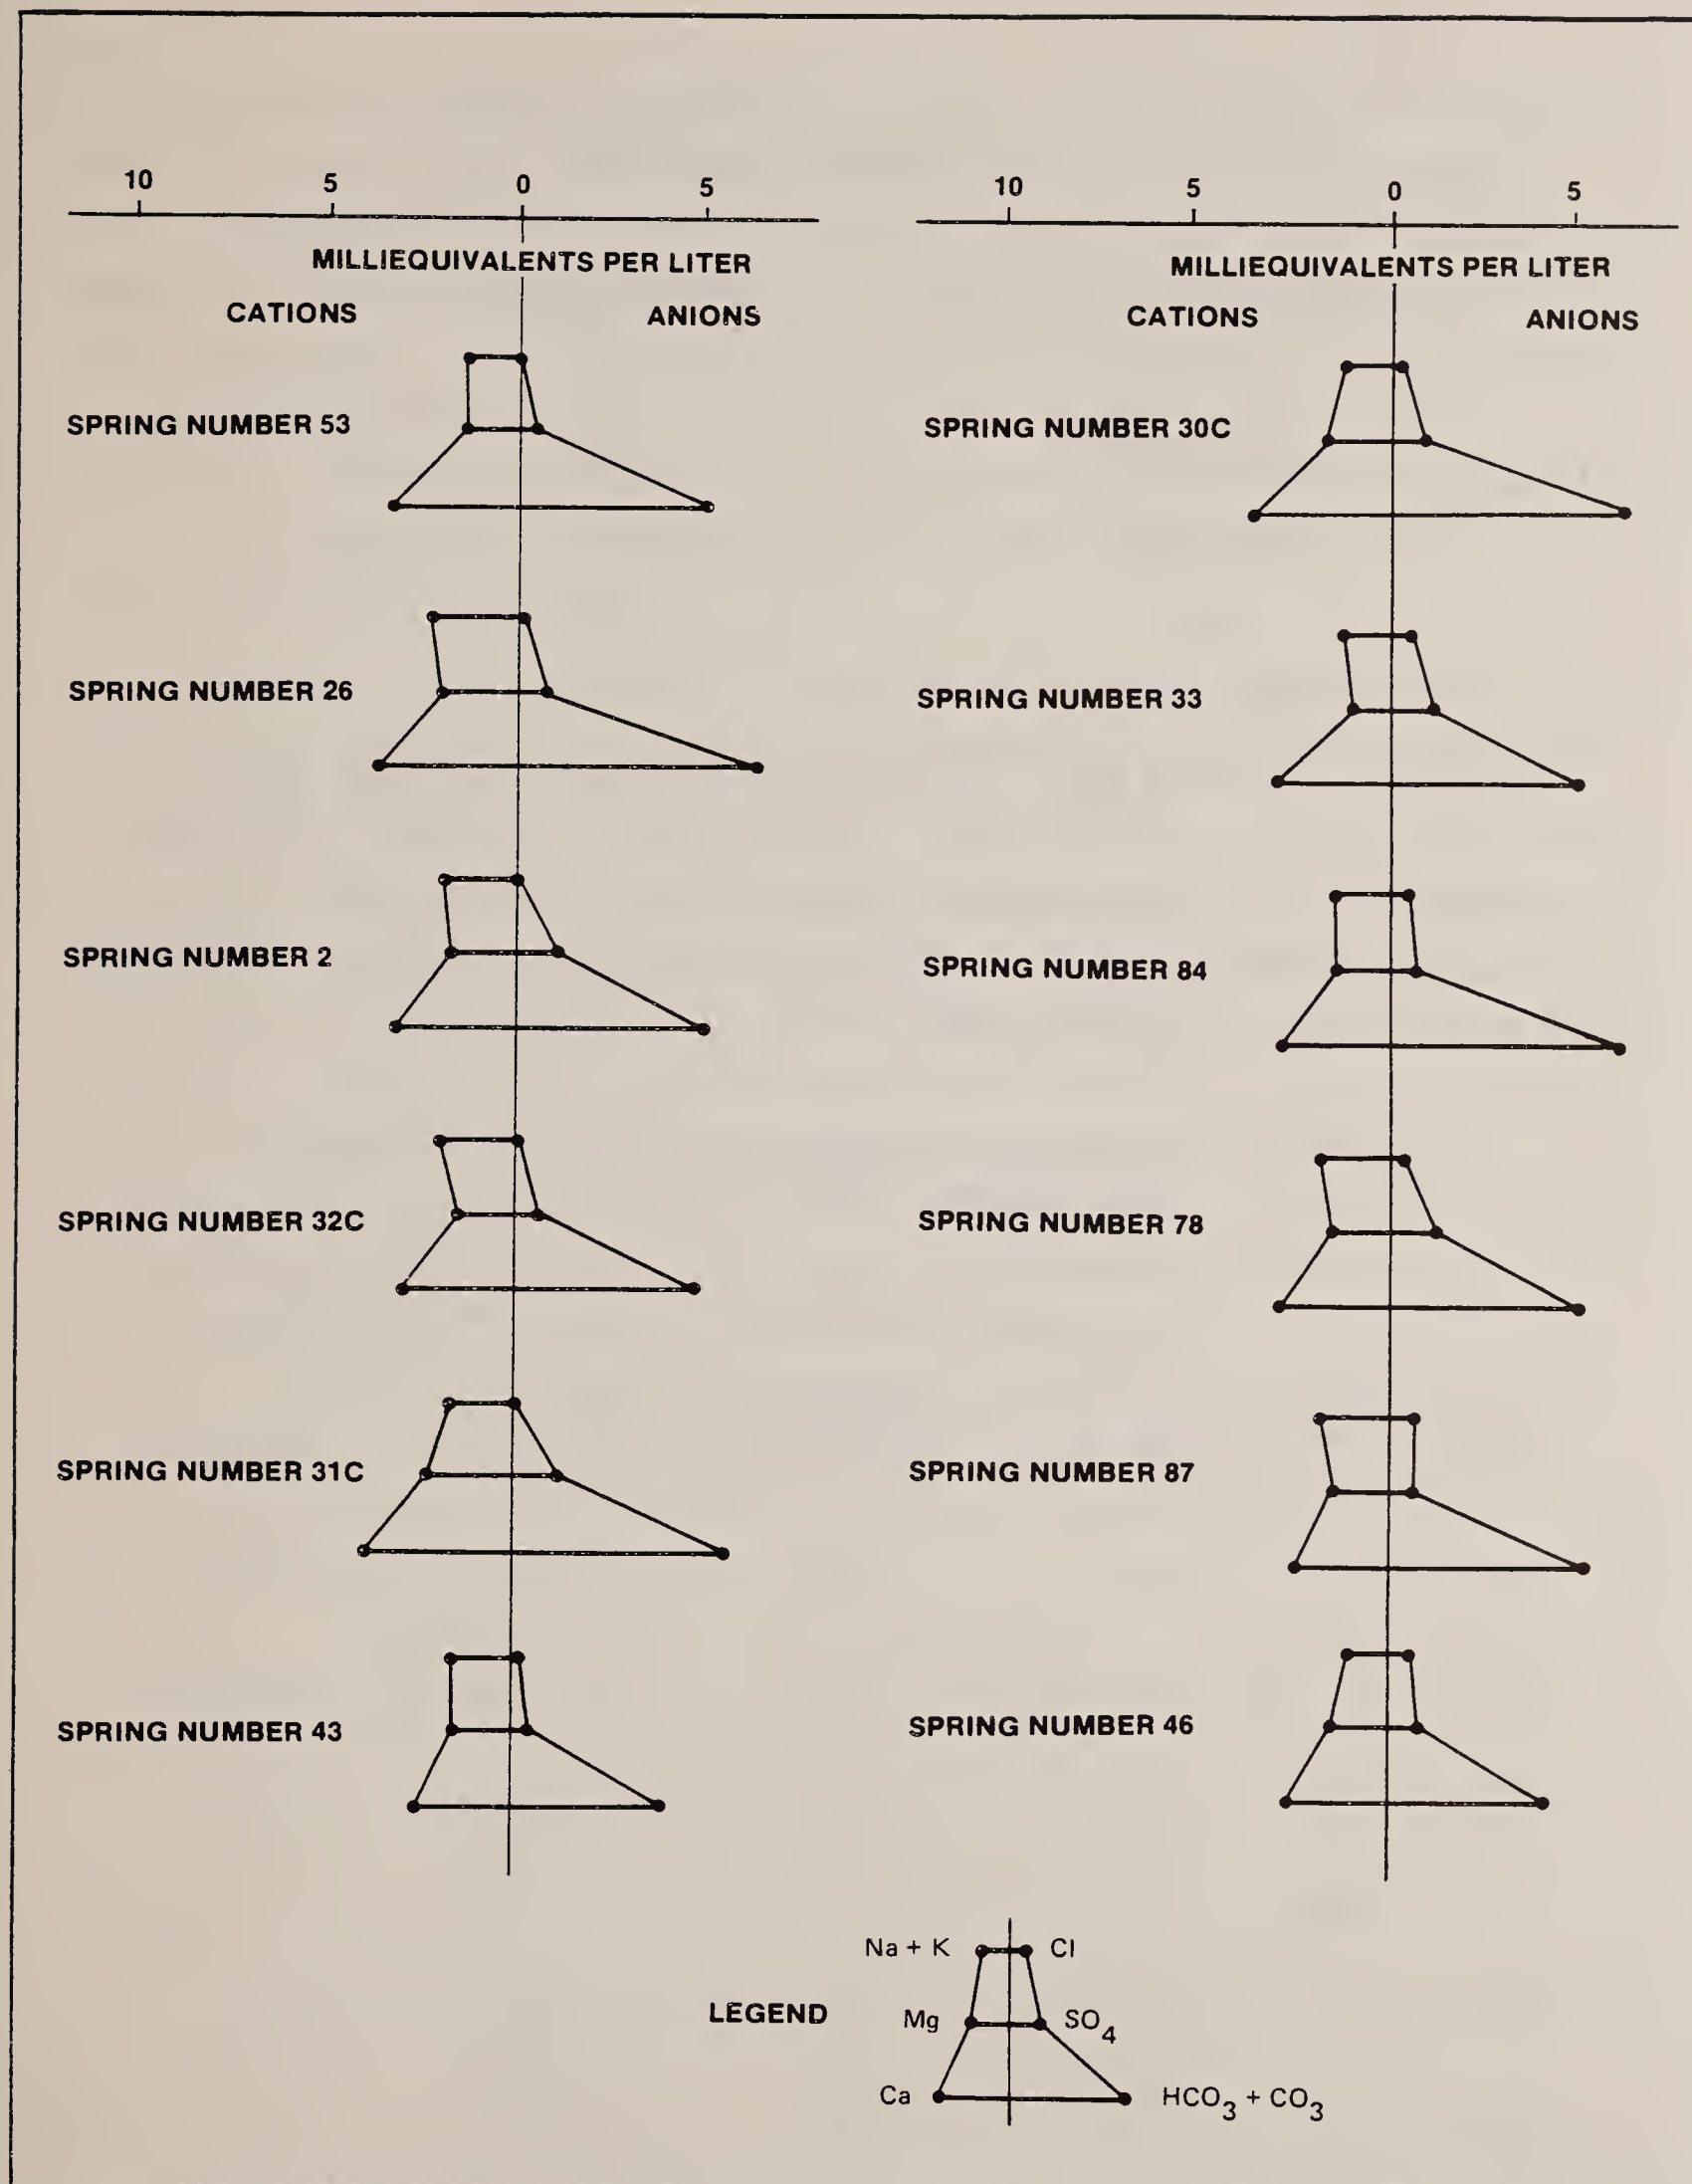 10 5 0 5
MILLIEQUIVALENTS PER LITER
CATIONS ANIONS
SPRING NUMBER 53
SPRING NUMBER 26
SPRING NUMBER 2
SPRING NUMBER 32C
SPRING NUMBER 31C
SPRING NUMBER 43
10 5 0 5
MILLIEQUIVALENTS PER LITER
CATIONS ANIONS
SPRING NUMBER 30C
SPRING NUMBER 33
SPRING NUMBER 84
SPRING NUMBER 78
SPRING NUMBER 87
SPRING NUMBER 46
LEGEND
Na + K Cl
Mg SO4
Ca HCO3 + CO3